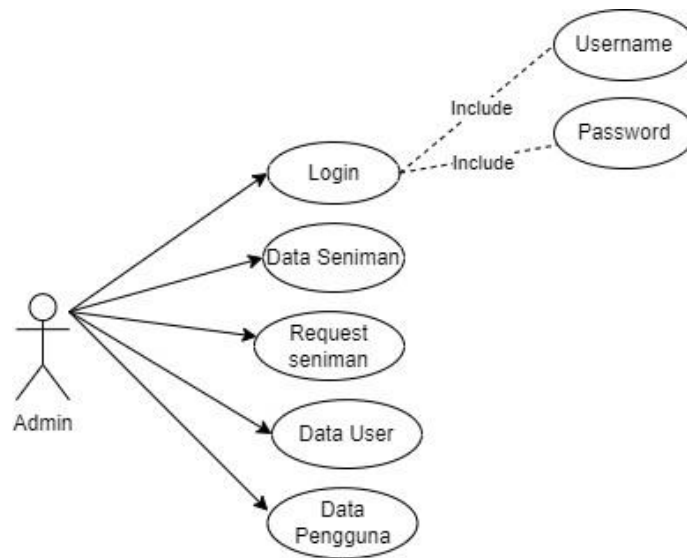 Username
Include
Password
Include
Login
Data Seniman
Request
seniman
Admin
Data User
Data
Pengguna